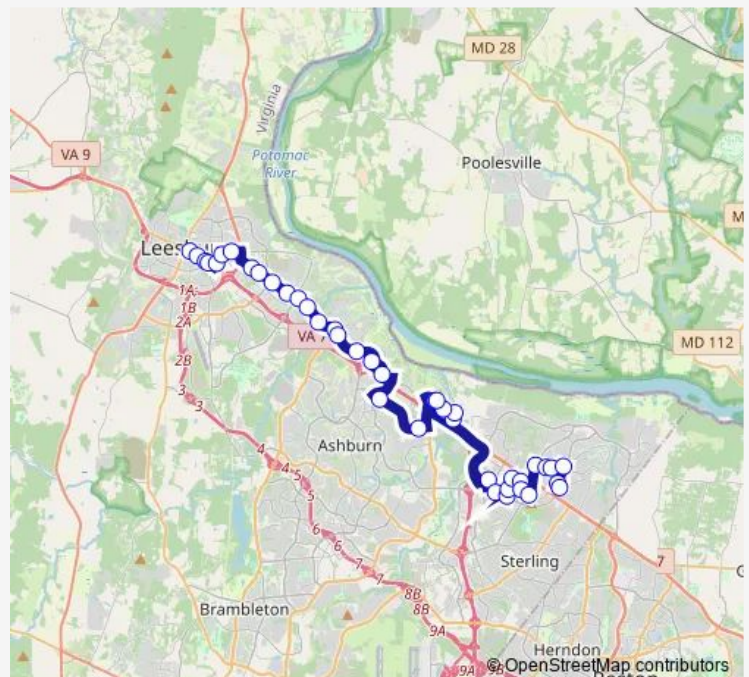 MD 28
Virginia
VA 9
Potomac
River
Poolesville
M
1A
1B
2A
VA 7
MD 112
2B
3
3
Ashburn
4
4
5
5
6
6
7
7
Sterling
7
8B
8B
Brambleton
9A
Herndon
9A
9B
© OpenStreetMap contributors